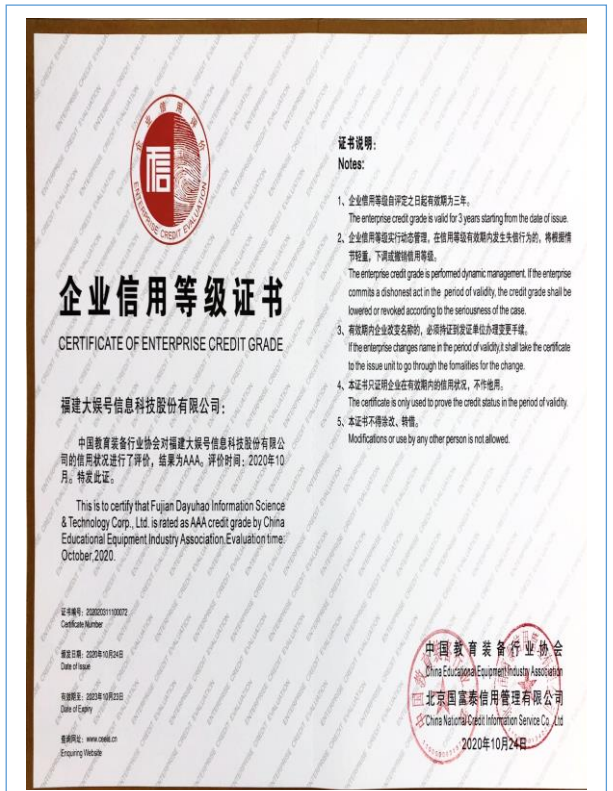 企业信用评价
信
ENTERPRISE CREDIT EVALUATION
企业信用等级证书
CERTIFICATE OF ENTERPRISE CREDIT GRADE
福建大娱号信息科技股份有限公司：
中国教育装备行业协会对福建大娱号信息科技股份有限公
司的信用状况进行了评价，结果为AAA。评价时间：2020年10
月。特发此证。
This is to certify that Fujian Dayuhao Information Science
& Technology Corp., Ltd. is rated as AAA credit grade by China
Educational Equipment Industry Association.Evaluation time:
October,2020.
证书编号：202020311100072
Certificate Number
颁发日期：2020年10月24日
Date of Issue
有效期至：2023年10月23日
Date of Expiry
查询网址：www.ceeia.cn
Enquiring Website
证书说明：
Notes:
1、企业信用等级自评定之日起有效期为三年。
The enterprise credit grade is valid for 3 years starting from the date of issue.
2、企业信用等级实行动态管理，在信用等级有效期内发生失信行为的，将根据情
节轻重，下调或撤销信用等级。
The enterprise credit grade is performed dynamic management. If the enterprise
commits a dishonest act in the period of validity, the credit grade shall be
lowered or revoked according to the seriousness of the case.
3、有效期内企业改变名称的，必须持证到发证单位办理变更手续。
If the enterprise changes name in the period of validity,it shall take the certificate
to the issue unit to go through the fomalities for the change.
4、本证书只证明企业在有效期内的信用状况，不作他用。
The certificate is only used to prove the credit status in the period of validity.
5、本证书不得涂改、转借。
Modifications or use by any other person is not allowed.
中国教育装备行业协会
China Educational Equipment Industry Association
北京国富泰信用管理有限公司
China National Credit Information Service Co., Ltd
2020年10月24日